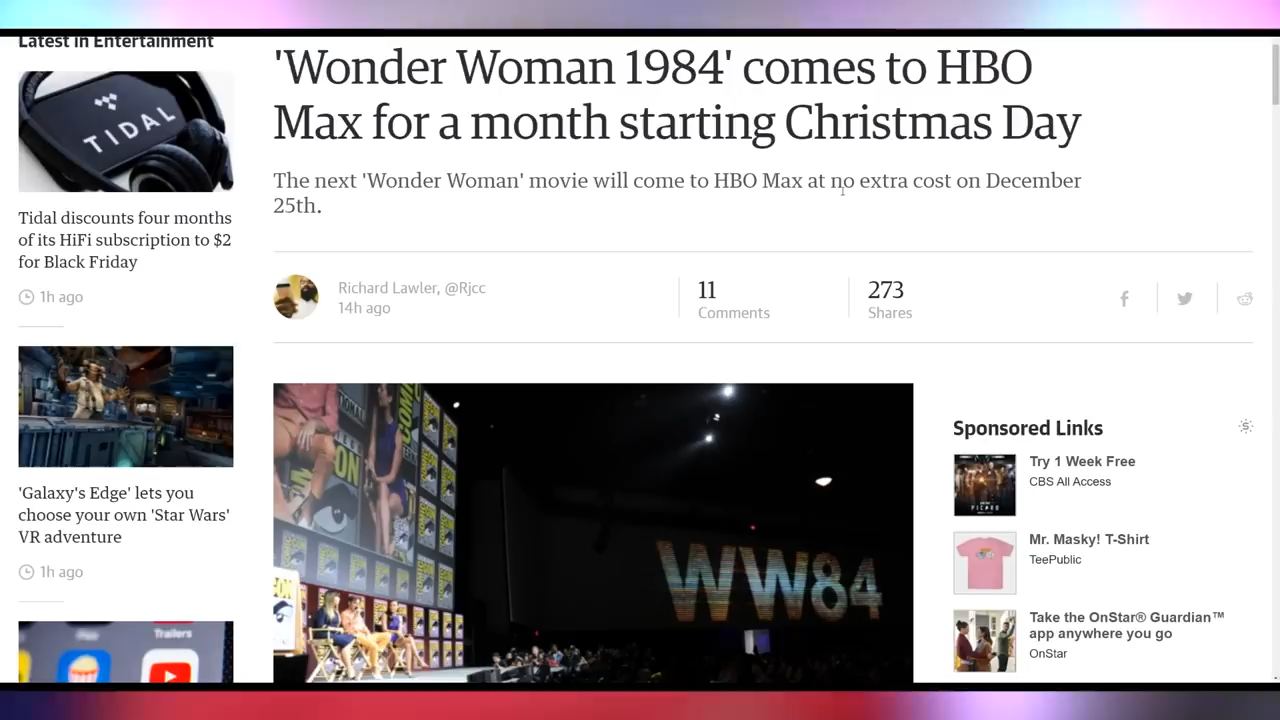 Latest in Entertainment
TIDAL
Tidal discounts four months
of its HiFi subscription to $2
for Black Friday
1h ago
'Galaxy's Edge' lets you
choose your own 'Star Wars'
VR adventure
1h ago
Trailers
'Wonder Woman 1984' comes to HBO
Max for a month starting Christmas Day
The next 'Wonder Woman' movie will come to HBO Max at no extra cost on December
25th.
Richard Lawler, @Rjcc
14h ago
11
Comments
273
Shares
WW84
Sponsored Links
Try 1 Week Free
CBS All Access
PICARD
Mr. Masky! T-Shirt
TeePublic
Take the OnStar® Guardian™
app anywhere you go
OnStar